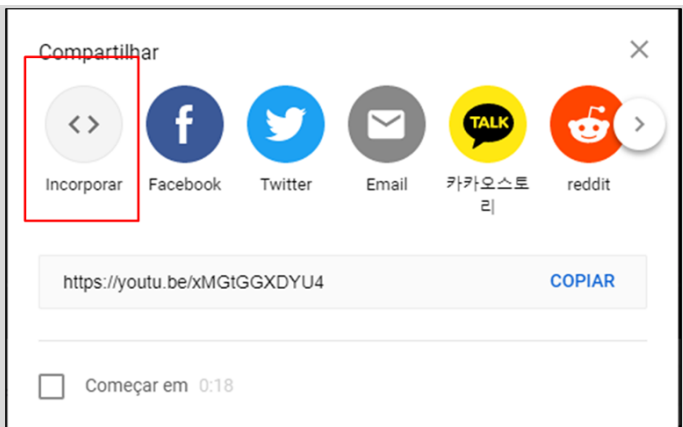 Compartilhar
TALK
Incorporar
Facebook
Twitter
Email
카카오스토
리
reddit
https://youtu.be/xMGtGGXDYU4
COPIAR
Começar em 0:18